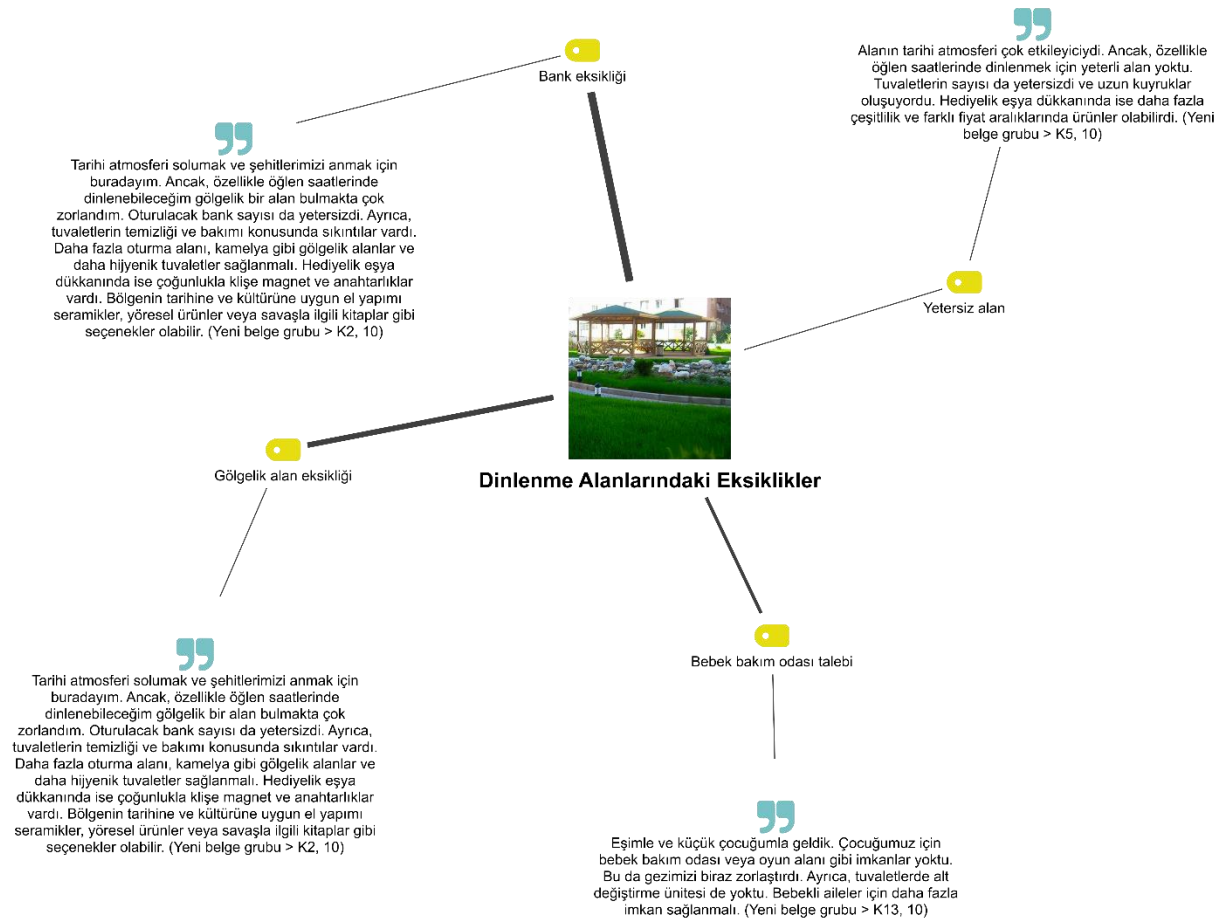 Bank eksikliği
Tarihi atmosferi solumak ve şehitlerimizi anmak için
buradayım. Ancak, özellikle öğlen saatlerinde
dinlenebileceğim gölgelik bir alan bulmakta çok
zorlandım. Oturulacak bank sayısı da yetersizdi. Ayrıca,
tuvaletlerin temizliği ve bakımı konusunda sıkıntılar vardı.
Daha fazla oturma alanı, kamelya gibi gölgelik alanlar ve
daha hijyenik tuvaletler sağlanmalı. Hediyelik eşya
dükkanında ise çoğunlukla klişe magnet ve anahtarlıklar
vardı. Bölgenin tarihine ve kültürüne uygun el yapımı
seramikler, yöresel ürünler veya savaşla ilgili kitaplar gibi
seçenekler olabilir. (Yeni belge grubu > K2, 10)
Alanın tarihi atmosferi çok etkileyiciydi. Ancak, özellikle
öğlen saatlerinde dinlenmek için yeterli alan yoktu.
Tuvaletlerin sayısı da yetersizdi ve uzun kuyruklar
oluşuyordu. Hediyelik eşya dükkanında ise daha fazla
çeşitlilik ve farklı fiyat aralıklarında ürünler olabilirdi. (Yeni
belge grubu > K5, 10)
Yetersiz alan
Gölgelik alan eksikliği
Dinlenme Alanlarındaki Eksiklikler
Tarihi atmosferi solumak ve şehitlerimizi anmak için
buradayım. Ancak, özellikle öğlen saatlerinde
dinlenebileceğim gölgelik bir alan bulmakta çok
zorlandım. Oturulacak bank sayısı da yetersizdi. Ayrıca,
tuvaletlerin temizliği ve bakımı konusunda sıkıntılar vardı.
Daha fazla oturma alanı, kamelya gibi gölgelik alanlar ve
daha hijyenik tuvaletler sağlanmalı. Hediyelik eşya
dükkanında ise çoğunlukla klişe magnet ve anahtarlıklar
vardı. Bölgenin tarihine ve kültürüne uygun el yapımı
seramikler, yöresel ürünler veya savaşla ilgili kitaplar gibi
seçenekler olabilir. (Yeni belge grubu > K2, 10)
Bebek bakım odası talebi
Eşimle ve küçük çocuğumla geldik. Çocuğumuz için
bebek bakım odası veya oyun alanı gibi imkanlar yoktu.
Bu da gezimizi biraz zorlaştırdı. Ayrıca, tuvaletlerde alt
değiştirme ünitesi de yoktu. Bebekli aileler için daha fazla
imkan sağlanmalı. (Yeni belge grubu > K13, 10)